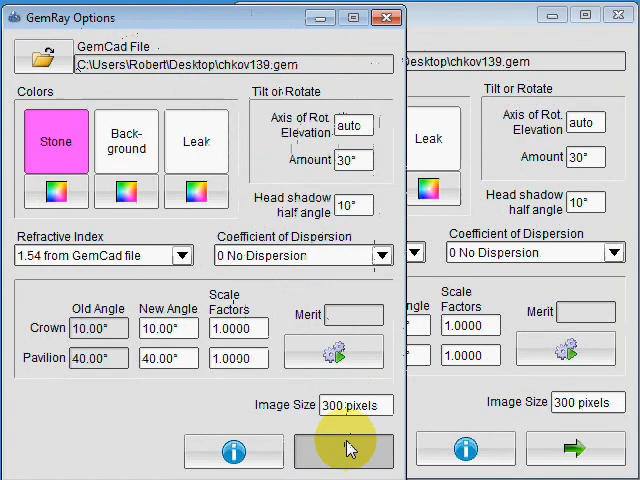 GemRay Options
GemCad File
C:\Users\Robert\Desktop\chkov139.gem
Desktop\chkov139.gem
Colors
Tilt or Rotate
Tilt or Rotate
Stone
Back-
ground
Leak
Leak
Axis of Rot.
Elevation
auto
Axis of Rot.
Elevation
auto
Amount
30°
Amount
30°
Head shadow
half angle
10°
Head shadow
half angle
10°
Refractive Index
Coefficient of Dispersion
Coefficient of Dispersion
1.54 from GemCad file
0 No Dispersion
0 No Dispersion
Old Angle
New Angle
Scale
Factors
Merit
ngle
Scale
Factors
Merit
Crown
10.00°
10.00°
1.0000
1.0000
Pavilion
40.00°
40.00°
1.0000
1.0000
Image Size
300 pixels
Image Size
300 pixels